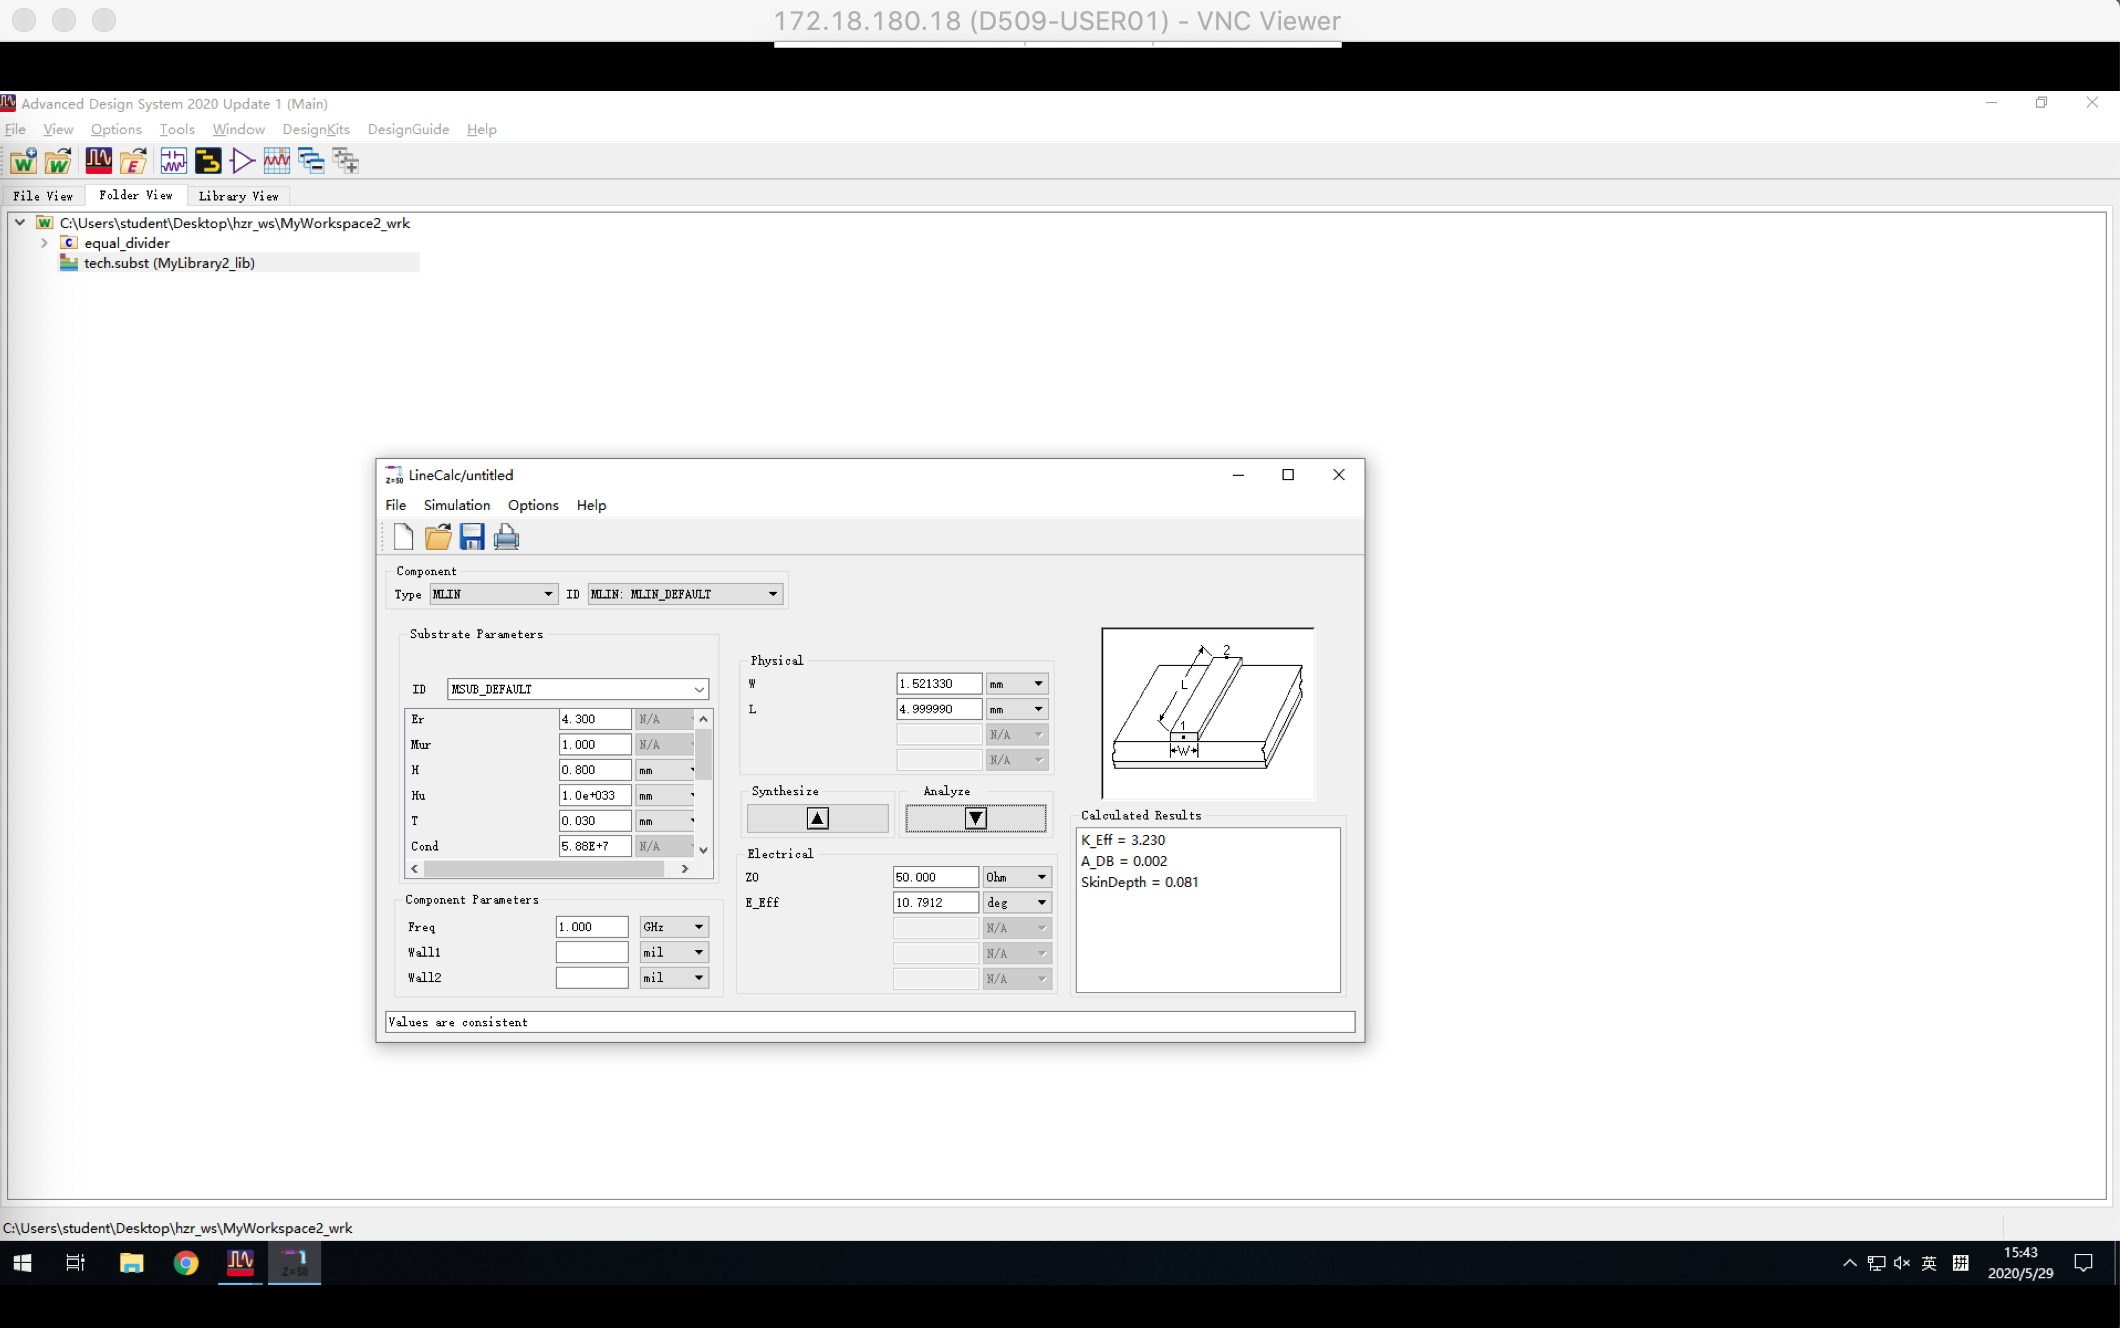 172.18.180.18 (D509-USER01) - VNC Viewer
Advanced Design System 2020 Update 1 (Main)
File View Options Tools Window DesignKits DesignGuide Help
File View Folder View Library View
C:\Users\student\Desktop\hzr_ws\MyWorkspace2_wrk
equal_divider
tech.subst (MyLibrary2_lib)
LineCalc/untitled
File Simulation Options Help
Component
Type MLIN ID MLIN: MLIN_DEFAULT
Substrate Parameters
ID MSUB_DEFAULT
Er 4.300 N/A
Mur 1.000 N/A
H 0.800 mm
Hu 1.0e+033 mm
T 0.030 mm
Cond 5.88E+7 N/A
Component Parameters
Freq 1.000 GHz
Wall1 mil
Wall2 mil
Physical
W 1.521330 mm
L 4.999990 mm
N/A
N/A
Synthesize Analyze
Electrical
Z0 50.000 Ohm
E_Eff 10.7912 deg
N/A
N/A
N/A
2
L
1
W
Calculated Results
K_Eff = 3.230
A_DB = 0.002
SkinDepth = 0.081
Values are consistent
C:\Users\student\Desktop\hzr_ws\MyWorkspace2_wrk
Z=50
英 拼
15:43
2020/5/29